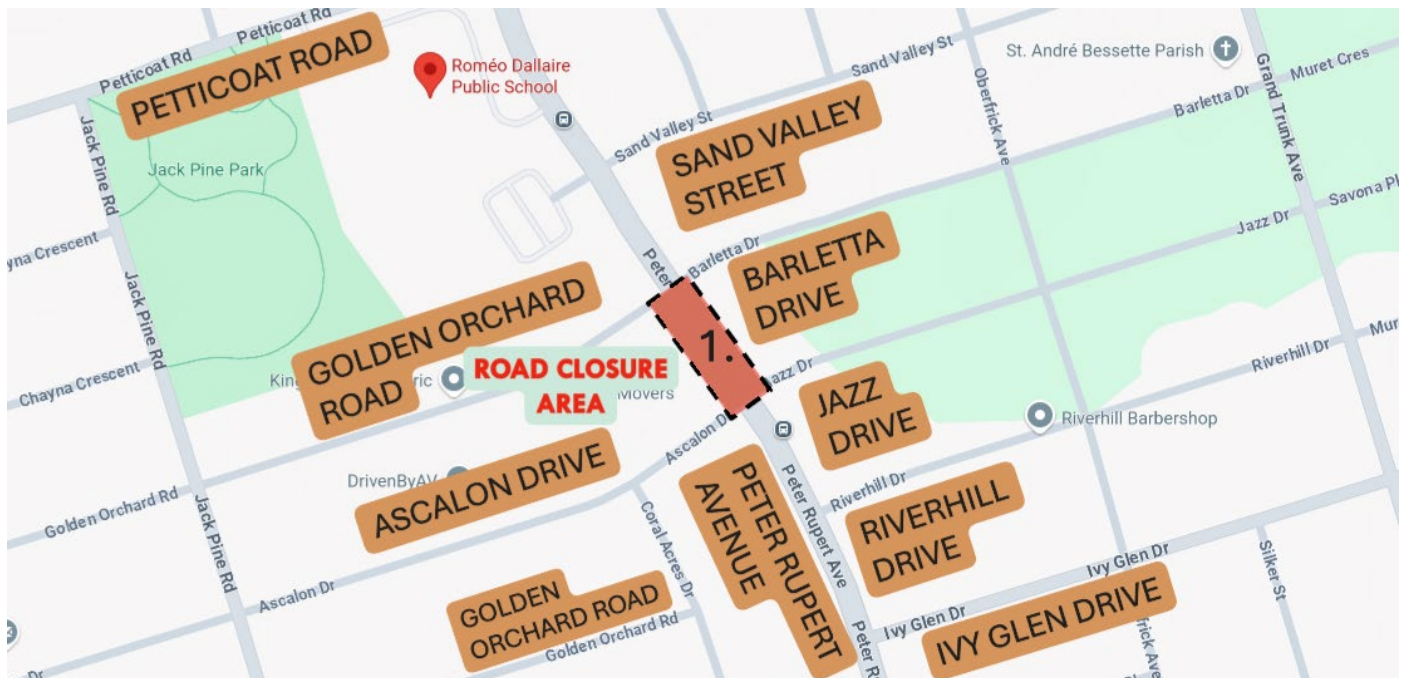 Petticoat Rd
Petticoat Rd
PETTICOAT ROAD
Roméo Dallaire
Public School
St. André Bessette Parish
Sand Valley St
Sand Valley St
SAND VALLEY
STREET
Oberfrick Ave
Grand Trunk Ave
Muret Cres
Barletta Dr
Jack Pine Rd
Jack Pine Park
Savona Pl
Jazz Dr
Crescent
Jack Pine Rd
Peter
Barletta Dr
BARLETTA
DRIVE
GOLDEN ORCHARD
ROAD
1.
ROAD CLOSURE
AREA
Movers
Chayna Crescent
Jazz Dr
JAZZ
DRIVE
Riverhill Dr
Riverhill Barbershop
Ascalon Dr
DrivenByAV
ASCALON DRIVE
PETER RUPERT
AVENUE
Peter Rupert Ave
Riverhill Dr
RIVERHILL
DRIVE
Golden Orchard Rd
Jack Pine Rd
Coral Acres Dr
Ascalon Dr
GOLDEN
ORCHARD ROAD
Golden Orchard Rd
Ivy Glen Dr
Ivy Glen Dr
IVY GLEN DRIVE
Silker St
Peter